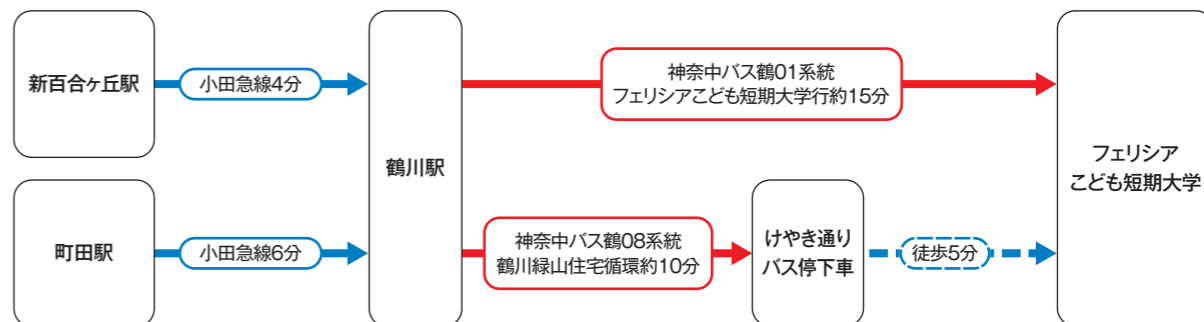 新百合ヶ丘駅
小田急線4分
鶴川駅
神奈中バス鶴01系統
フェリシアこども短期大学行約15分
フェリシア
こども短期大学
町田駅
小田急線6分
神奈中バス鶴08系統
鶴川緑山住宅循環約10分
けやき通り
バス停下車
徒歩5分